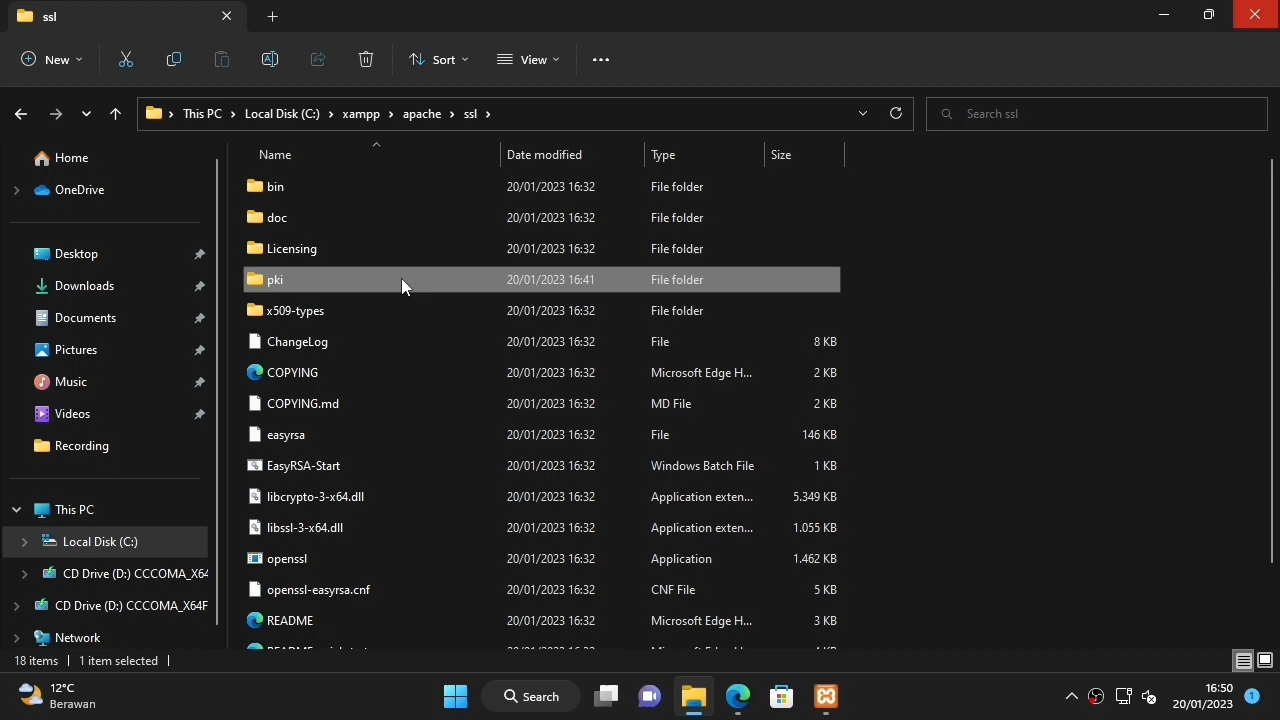 ssl
New
Sort
View
This PC > Local Disk (C:) > xampp > apache > ssl >
Search ssl
Home
OneDrive
Desktop
Downloads
Documents
Pictures
Music
Videos
Recording
This PC
Local Disk (C:)
CD Drive (D:) CCCOMA_X64
CD Drive (D:) CCCOMA_X64F
Network
Name Date modified Type Size
bin 20/01/2023 16:32 File folder
doc 20/01/2023 16:32 File folder
Licensing 20/01/2023 16:32 File folder
pki 20/01/2023 16:41 File folder
x509-types 20/01/2023 16:32 File folder
ChangeLog 20/01/2023 16:32 File 8 KB
COPYING 20/01/2023 16:32 Microsoft Edge H... 2 KB
COPYING.md 20/01/2023 16:32 MD File 2 KB
easyrsa 20/01/2023 16:32 File 146 KB
EasyRSA-Start 20/01/2023 16:32 Windows Batch File 1 KB
libcrypto-3-x64.dll 20/01/2023 16:32 Application exten... 5.349 KB
libssl-3-x64.dll 20/01/2023 16:32 Application exten... 1.055 KB
openssl 20/01/2023 16:32 Application 1.462 KB
openssl-easyrsa.cnf 20/01/2023 16:32 CNF File 5 KB
README 20/01/2023 16:32 Microsoft Edge H... 3 KB
18 items 1 item selected
12°C
Berawan
Search
16:50
20/01/2023
1